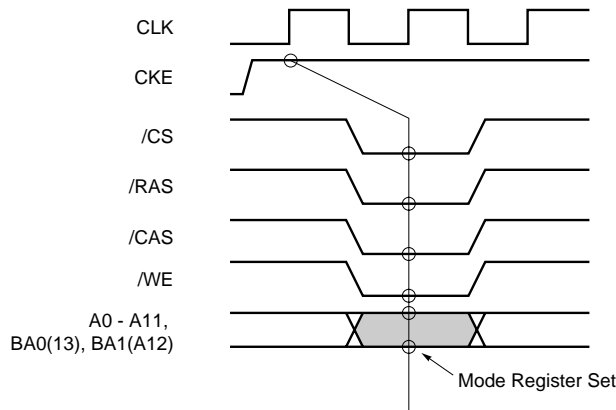 CLK
CKE
/CS
/RAS
/CAS
/WE
A0 - A11,
BA0(13), BA1(A12)
Mode Register Set